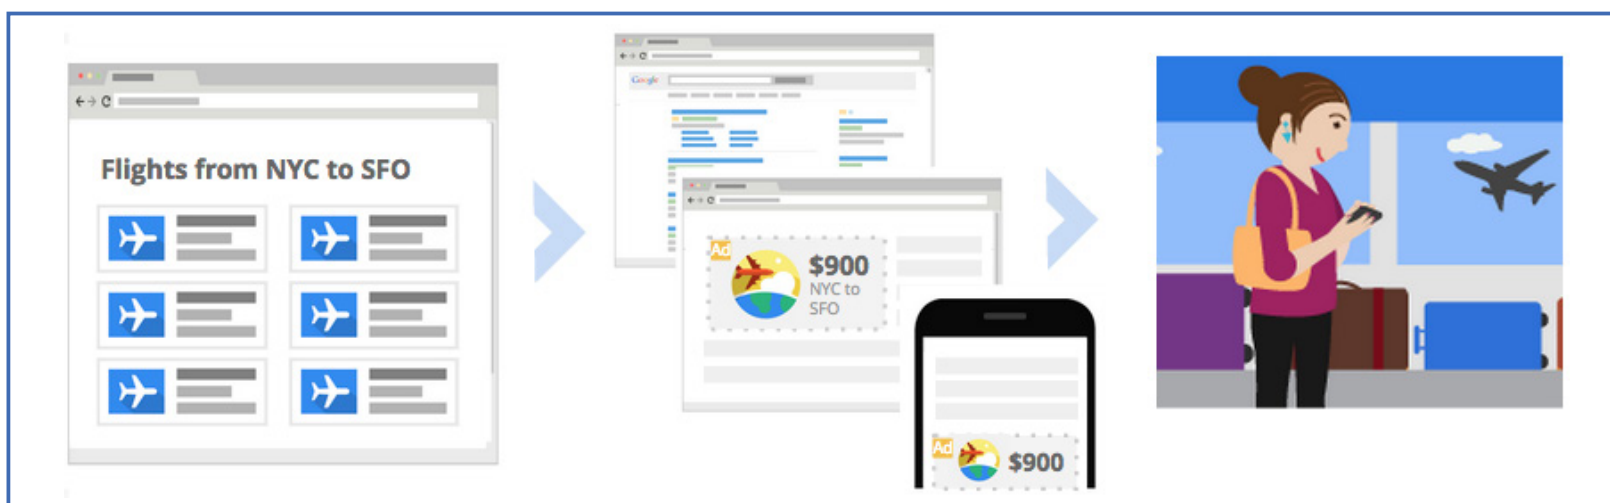 Flights from NYC to SFO
Google
Ad
$900
NYC to
SFO
Ad
$900